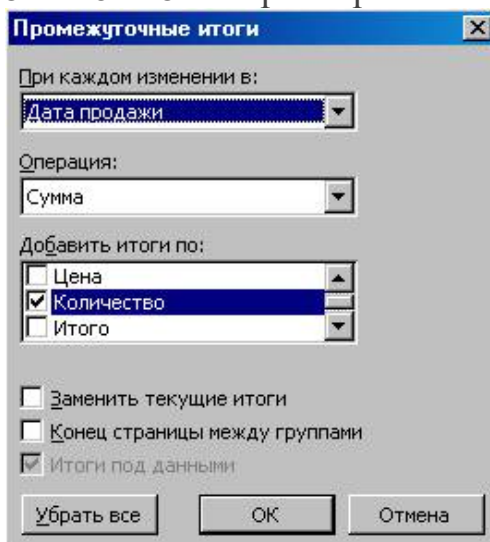 Промежуточные итоги
При каждом изменении в:
Дата продажи
Операция:
Сумма
Добавить итоги по:
Цена
Количество
Итого
Заменить текущие итоги
Конец страницы между группами
Итоги под данными
Убрать все ОК Отмена